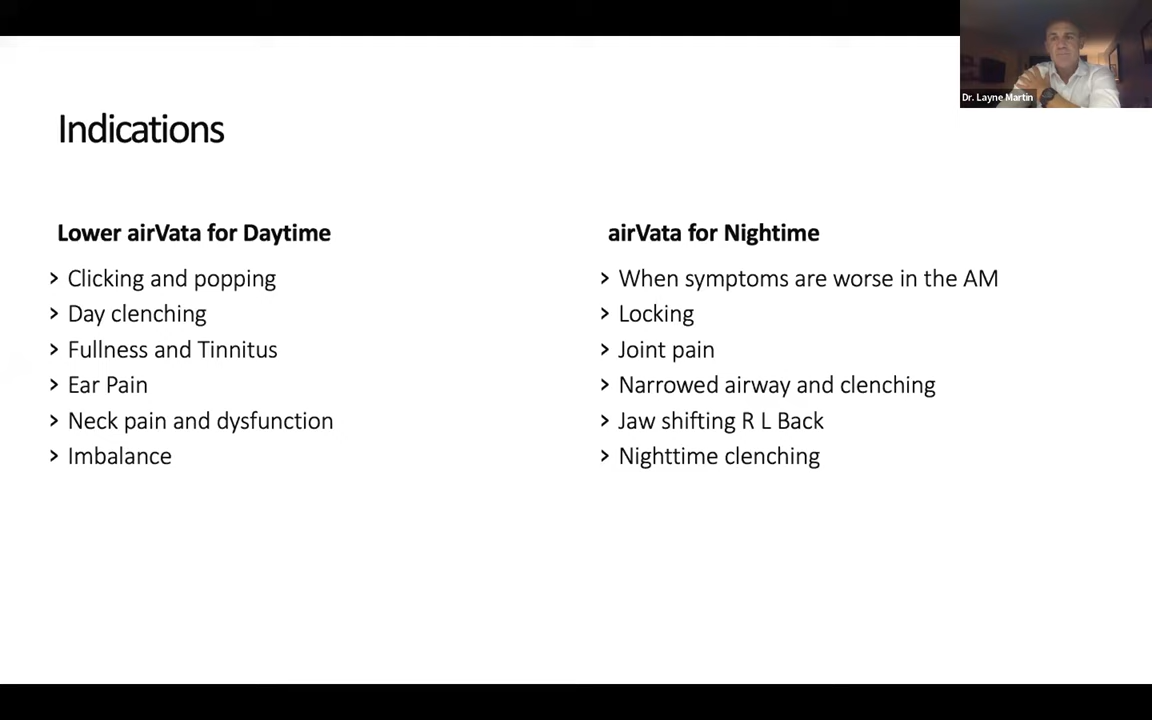 Dr. Layne Martin
Indications
Lower airVata for Daytime
> Clicking and popping
> Day clenching
> Fullness and Tinnitus
> Ear Pain
> Neck pain and dysfunction
> Imbalance
airVata for Nightime
> When symptoms are worse in the AM
> Locking
> Joint pain
> Narrowed airway and clenching
> Jaw shifting R L Back
> Nighttime clenching